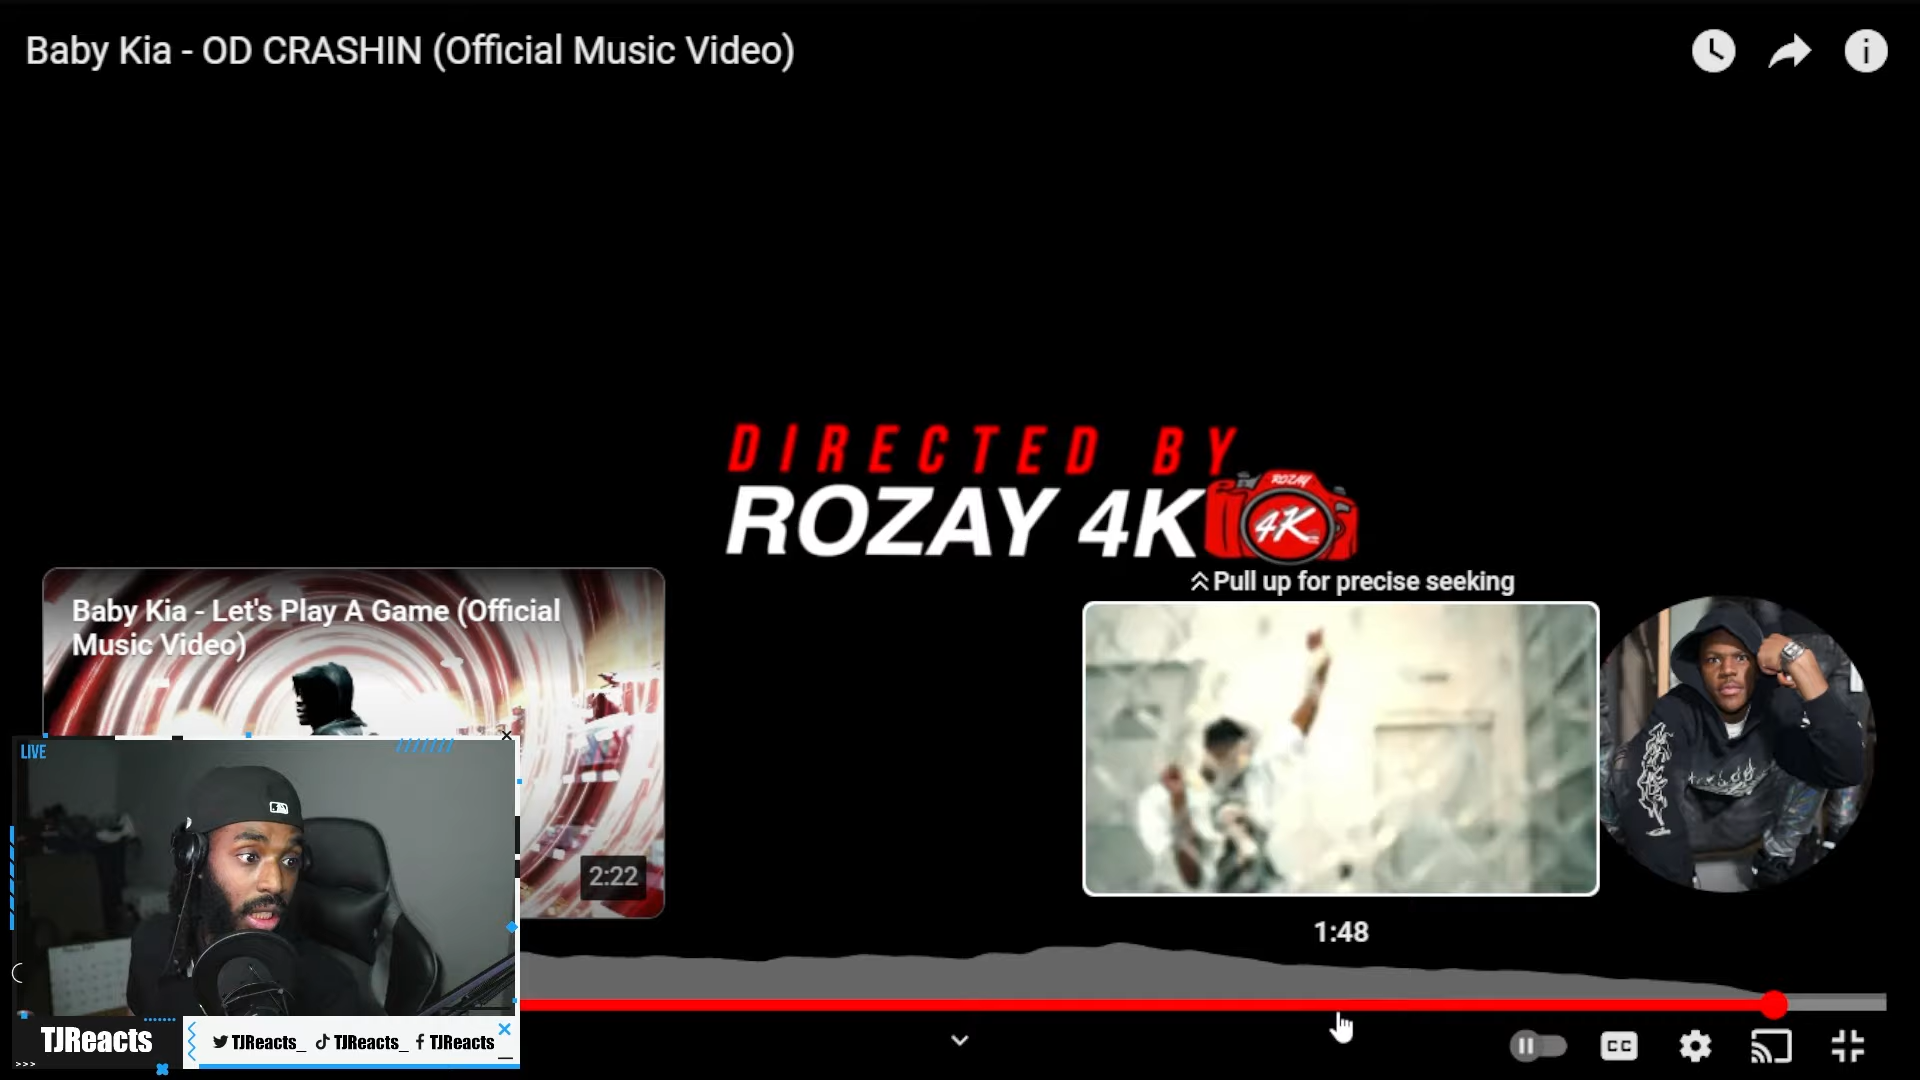 Baby Kia - OD CRASHIN (Official Music Video)
DIRECTED BY
ROZAY 4K
ROZAY
4K
Pull up for precise seeking
Baby Kia - Let's Play A Game (Official
Music Video)
2:22
1:48
LIVE
TJReacts
TJReacts_ TJReacts_ TJReacts
>>>
CC